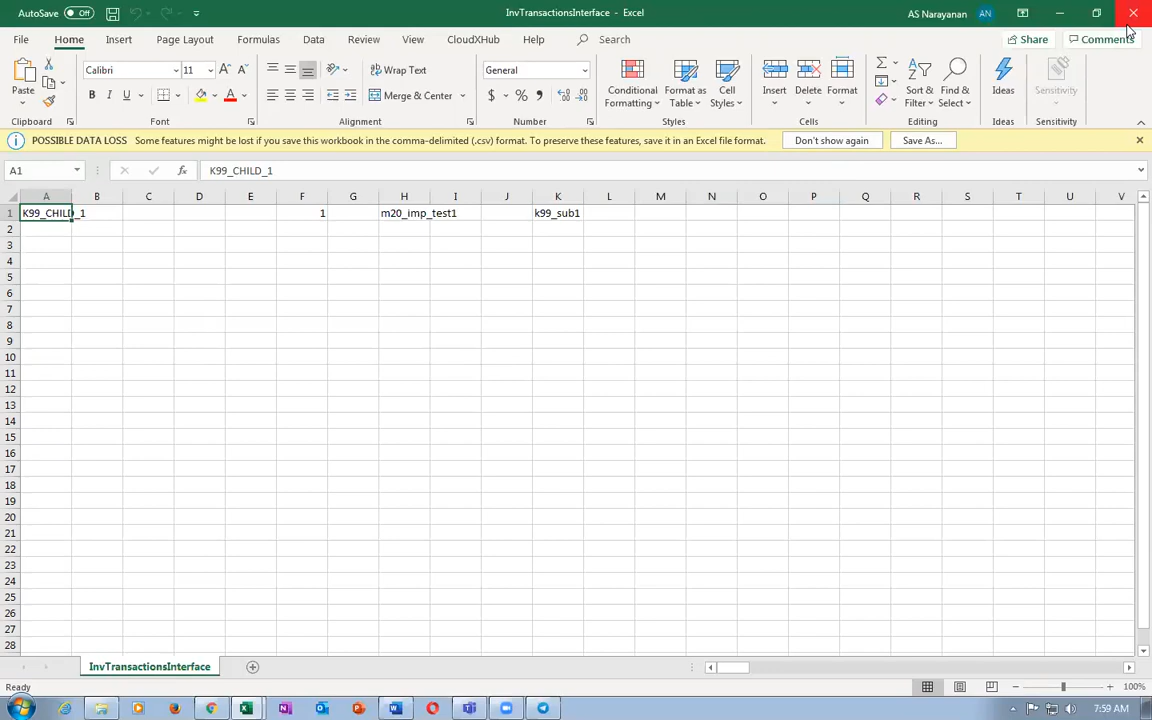 AutoSave Off InvTransactionsInterface - Excel AS Narayanan AN
File Home Insert Page Layout Formulas Data Review View CloudXHub Help Search Share Comments
Paste Calibri 11 A A B I U A Wrap Text Merge & Center General $ % , Conditional Formatting Format as Table Cell Styles Insert Delete Format Sort & Filter Find & Select Ideas Sensitivity
Clipboard Font Alignment Number Styles Cells Editing Ideas Sensitivity
POSSIBLE DATA LOSS Some features might be lost if you save this workbook in the comma-delimited (.csv) format. To preserve these features, save it in an Excel file format. Don't show again Save As...
A1 fx K99_CHILD_1
A B C D E F G H I J K L M N O P Q R S T U V
1 K99_CHILD_1 1 m20_imp_test1 k99_sub1
2
3
4
5
6
7
8
9
10
11
12
13
14
15
16
17
18
19
20
21
22
23
24
25
26
27
28
InvTransactionsInterface
Ready 100%
7:59 AM